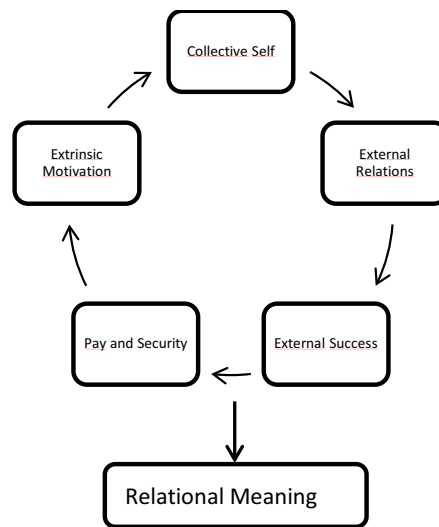 Collective Self
Extrinsic
Motivation
External
Relations
Pay and Security
External Success
Relational Meaning